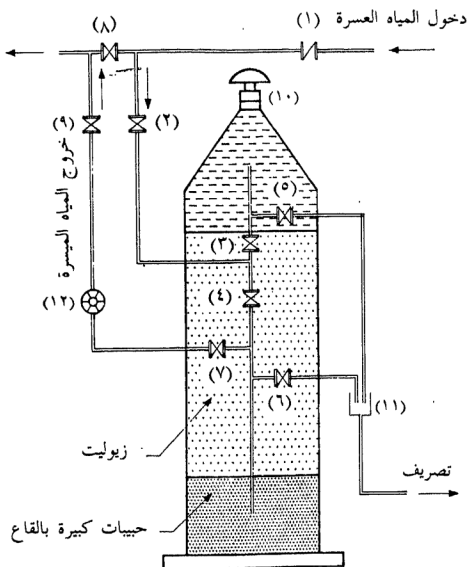 دخول المياه العسرة
(١)
(٨)
(٢)
(٩)
(١٠)
خروج المياه الميسرة
(٥)
(٣)
(٤)
(١٢)
(٧)
(٦)
(١١)
زيوليت
تصريف
حبيبات كبيرة بالقاع